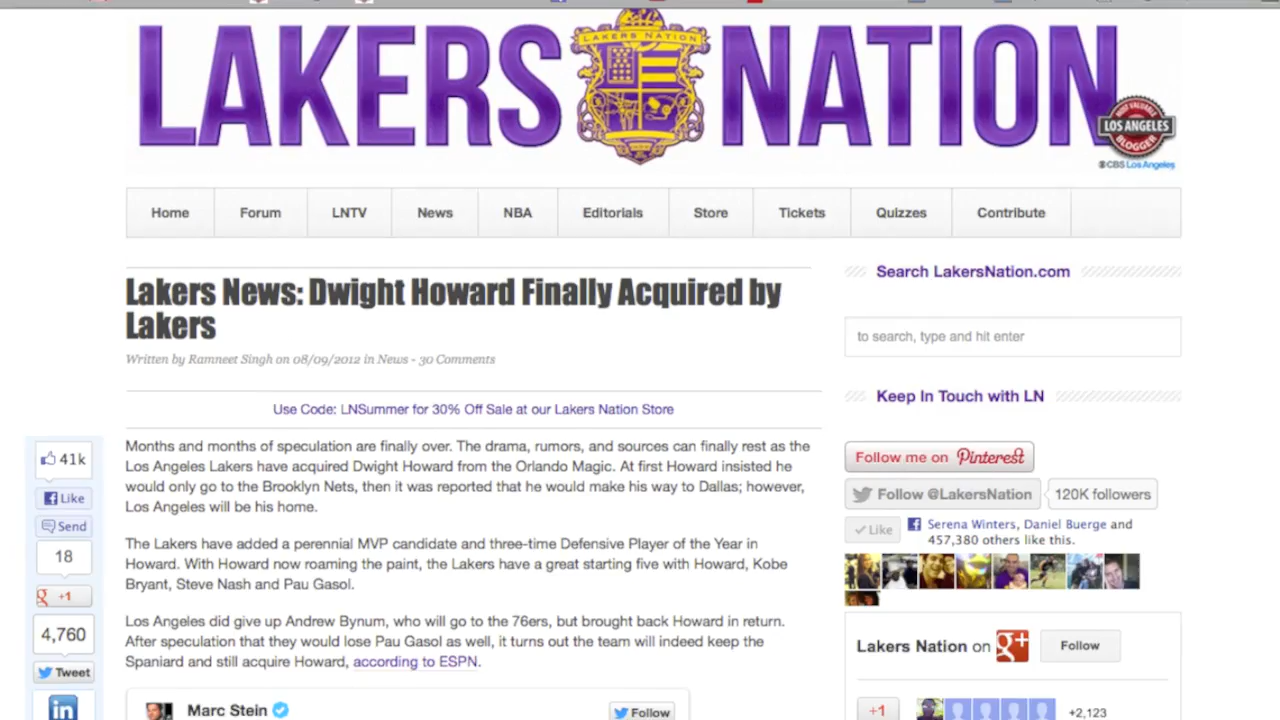 LAKERS NATION
LAKERS NATION
MOST VALUABLE
LOS ANGELES
BLOGGER
CBS Los Angeles
Home Forum LNTV News NBA Editorials Store Tickets Quizzes Contribute
Lakers News: Dwight Howard Finally Acquired by
Lakers
Written by Ramneet Singh on 08/09/2012 in News - 30 Comments
Use Code: LNSummer for 30% Off Sale at our Lakers Nation Store
Months and months of speculation are finally over. The drama, rumors, and sources can finally rest as the
Los Angeles Lakers have acquired Dwight Howard from the Orlando Magic. At first Howard insisted he
would only go to the Brooklyn Nets, then it was reported that he would make his way to Dallas; however,
Los Angeles will be his home.
The Lakers have added a perennial MVP candidate and three-time Defensive Player of the Year in
Howard. With Howard now roaming the paint, the Lakers have a great starting five with Howard, Kobe
Bryant, Steve Nash and Pau Gasol.
Los Angeles did give up Andrew Bynum, who will go to the 76ers, but brought back Howard in return.
After speculation that they would lose Pau Gasol as well, it turns out the team will indeed keep the
Spaniard and still acquire Howard, according to ESPN.
Marc Stein
Follow
41k
Like
Send
18
+1
4,760
Tweet
in
Search LakersNation.com
to search, type and hit enter
Keep In Touch with LN
Follow me on Pinterest
Follow @LakersNation 120K followers
Like Serena Winters, Daniel Buerge and
457,380 others like this.
Lakers Nation on g+ Follow
+1 +2,123